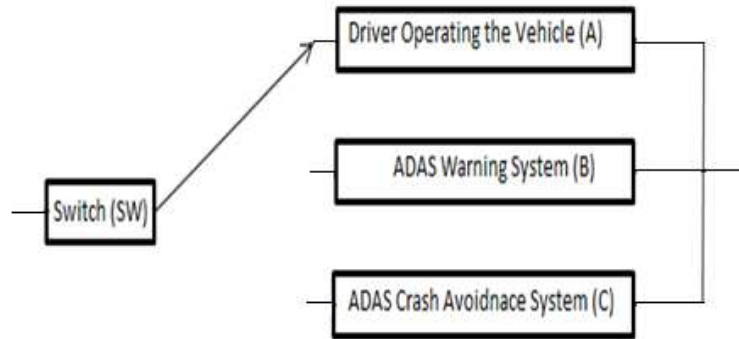 Driver Operating the Vehicle (A)
ADAS Warning System (B)
Switch (SW)
ADAS Crash Avoidnace System (C)